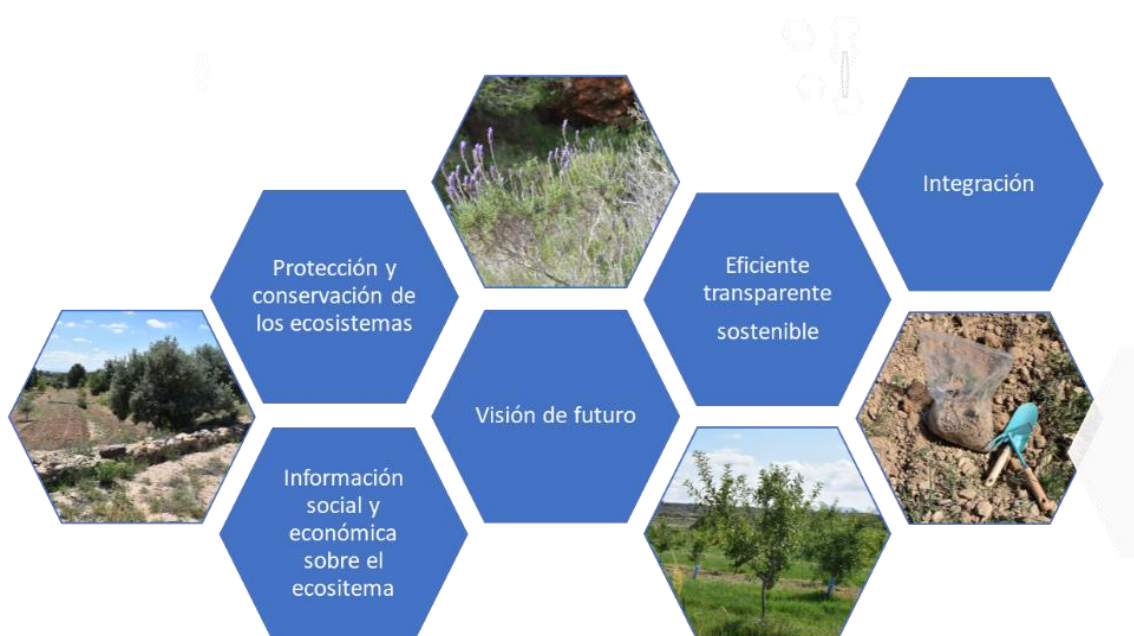 Protección y
conservación de
los ecosistemas
Información
social y
económica
sobre el
ecositema
Visión de futuro
Eficiente
transparente
sostenible
Integración